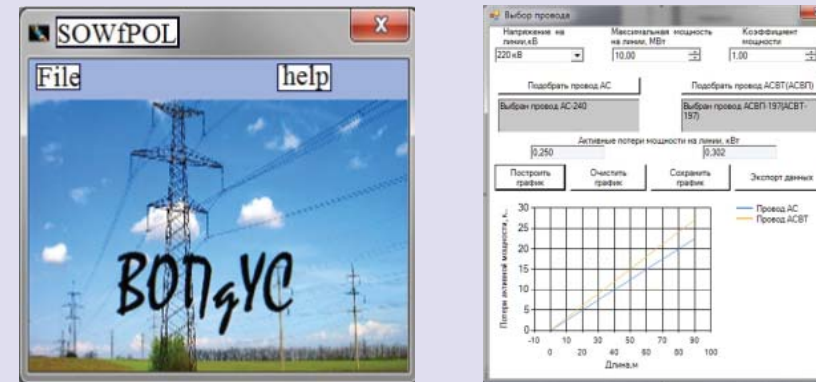 SOWfPOL
File help
ВОПдУС
Выбор провода
Напряжение на линии,кВ
Максимальная мощность на линии, МВт
Коэффициент мощности
220 кВ 10,00 1,00
Подобрать провод АС Подобрать провод АСВТ(АСВП)
Выбран провод АС-240
Выбран провод АСВП-197(АСВТ-
197)
Активные потери мощности на линии, кВт
0,250 0,302
Построить график
Очистить график
Сохранить график
Экспорт данных
Потери активной мощности, к...
30
25
20
15
10
5
0
-10 10 30 50 70 90
0 20 40 60 80 100
Длина,м
Провод АС
Провод АСВТ